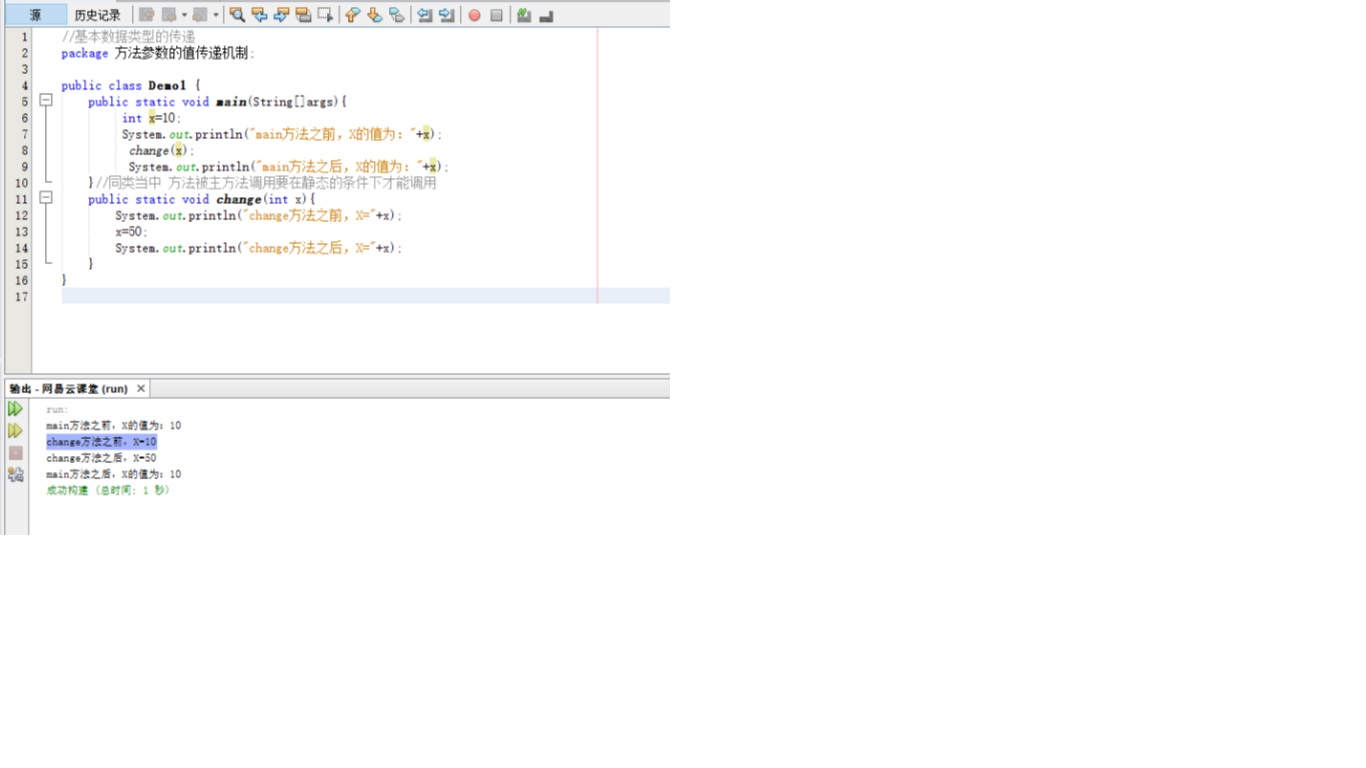 源 历史记录
1 //基本数据类型的传递
2 package 方法参数的值传递机制;
3
4 public class Demo1 {
5 public static void main(String[]args){
6 int x=10;
7 System.out.println("main方法之前，X的值为："+x);
8 change(x);
9 System.out.println("main方法之后，X的值为："+x);
10 }//同类当中 方法被主方法调用要在静态的条件下才能调用
11 public static void change(int x){
12 System.out.println("change方法之前，X="+x);
13 x=50;
14 System.out.println("change方法之后，X="+x);
15 }
16 }
17
输出 - 网易云课堂 (run) ×
run:
main方法之前，X的值为：10
change方法之前，X=10
change方法之后，X=50
main方法之后，X的值为：10
成功构建 (总时间: 1 秒)